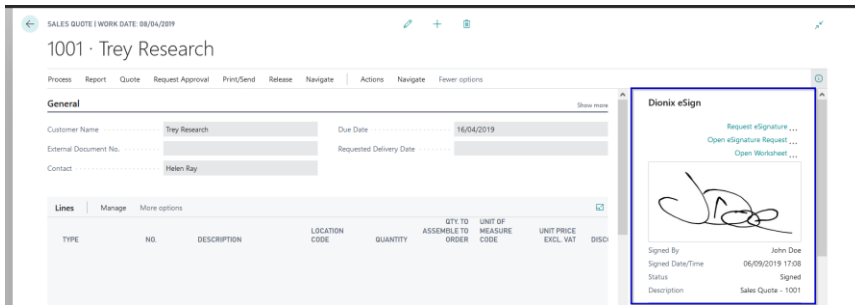 SALES QUOTE | WORK DATE: 08/04/2019
1001 · Trey Research
Process Report Quote Request Approval Print/Send Release Navigate Actions Navigate Fewer options
General Show more
Customer Name Trey Research Due Date 16/04/2019
External Document No. Requested Delivery Date
Contact Helen Ray
Lines Manage More options
TYPE NO. DESCRIPTION LOCATION CODE QUANTITY QTY. TO ASSEMBLE TO ORDER UNIT OF MEASURE CODE UNIT PRICE EXCL. VAT DISC
Dionix eSign
Request eSignature ...
Open eSignature Request ...
Open Worksheet ...
JDoe
Signed By John Doe
Signed Date/Time 06/09/2019 17:08
Status Signed
Description Sales Quote - 1001